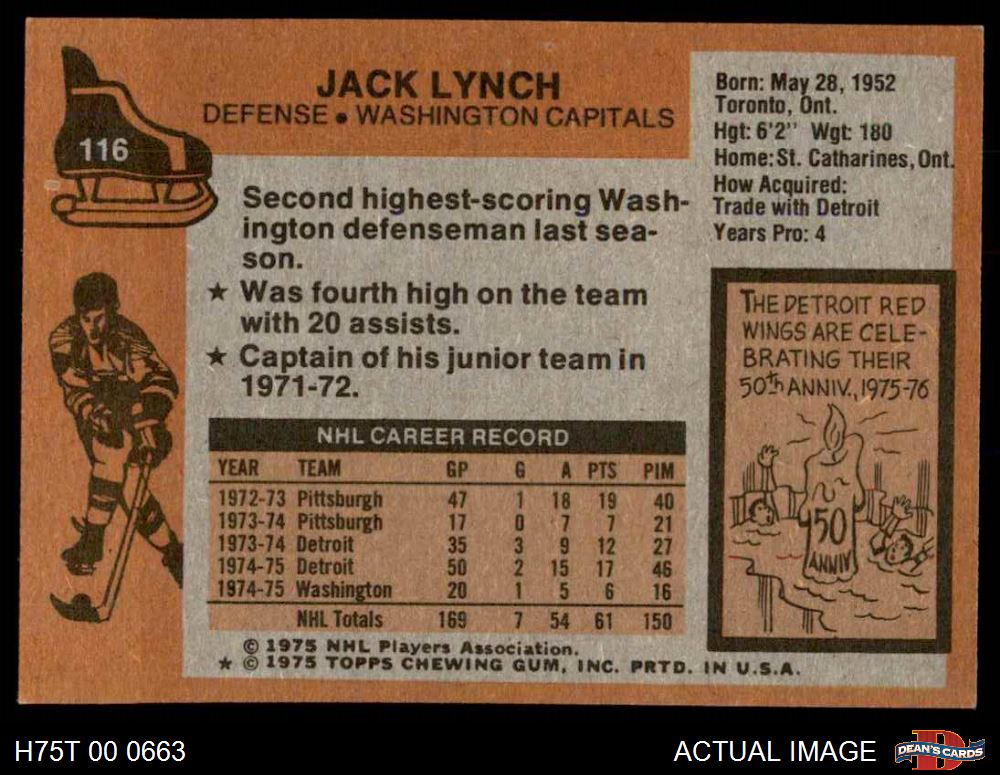 JACK LYNCH
DEFENSE • WASHINGTON CAPITALS
116
Born: May 28, 1952
Toronto, Ont.
Hgt: 6'2" Wgt: 180
Home: St. Catharines, Ont.
How Acquired:
Trade with Detroit
Years Pro: 4
Second highest-scoring Wash-
ington defenseman last sea-
son.
★ Was fourth high on the team
with 20 assists.
★ Captain of his junior team in
1971-72.
NHL CAREER RECORD
YEAR TEAM GP G A PTS PIM
1972-73 Pittsburgh 47 1 18 19 40
1973-74 Pittsburgh 17 0 7 7 21
1973-74 Detroit 35 3 9 12 27
1974-75 Detroit 50 2 15 17 46
1974-75 Washington 20 1 5 6 16
NHL Totals 169 7 54 61 150
THE DETROIT RED
WINGS ARE CELE-
BRATING THEIR
50th ANNIV., 1975-76
50
ANNIV
© 1975 NHL Players Association.
★ © 1975 TOPPS CHEWING GUM, INC. PRTD. IN U.S.A.
H75T 00 0663
ACTUAL IMAGE
D
DEAN'S CARDS